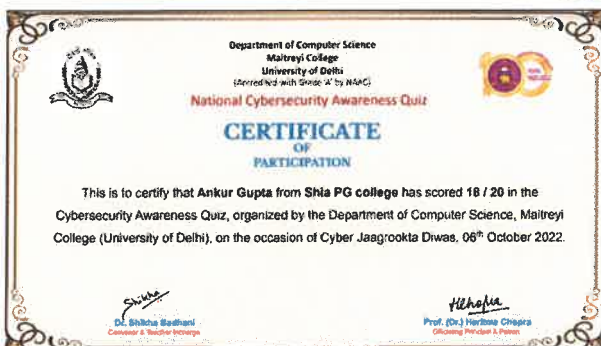 Department of Computer Science
Maitreyi College
University of Delhi
(Accredited with Grade 'A' by NAAC)
National Cybersecurity Awareness Quiz
CERTIFICATE
OF
PARTICIPATION
This is to certify that Ankur Gupta from Shia PG college has scored 18 / 20 in the
Cybersecurity Awareness Quiz, organized by the Department of Computer Science, Maitreyi
College (University of Delhi), on the occasion of Cyber Jaagrookta Diwas, 06th October 2022.
Shikha
Dr. Shikha Badhani
Convenor & Teacher Incharge
HChopra
Prof. (Dr.) Haritma Chopra
Officiating Principal & Patron